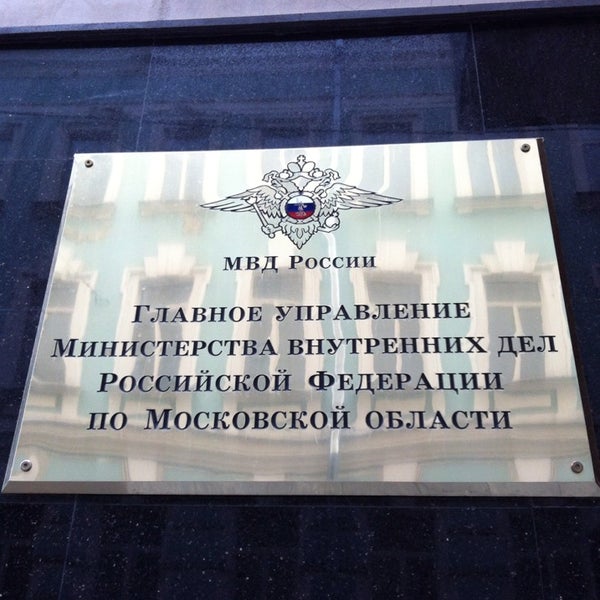 МВД России
Главное управление
Министерства внутренних дел
Российской Федерации
по Московской области